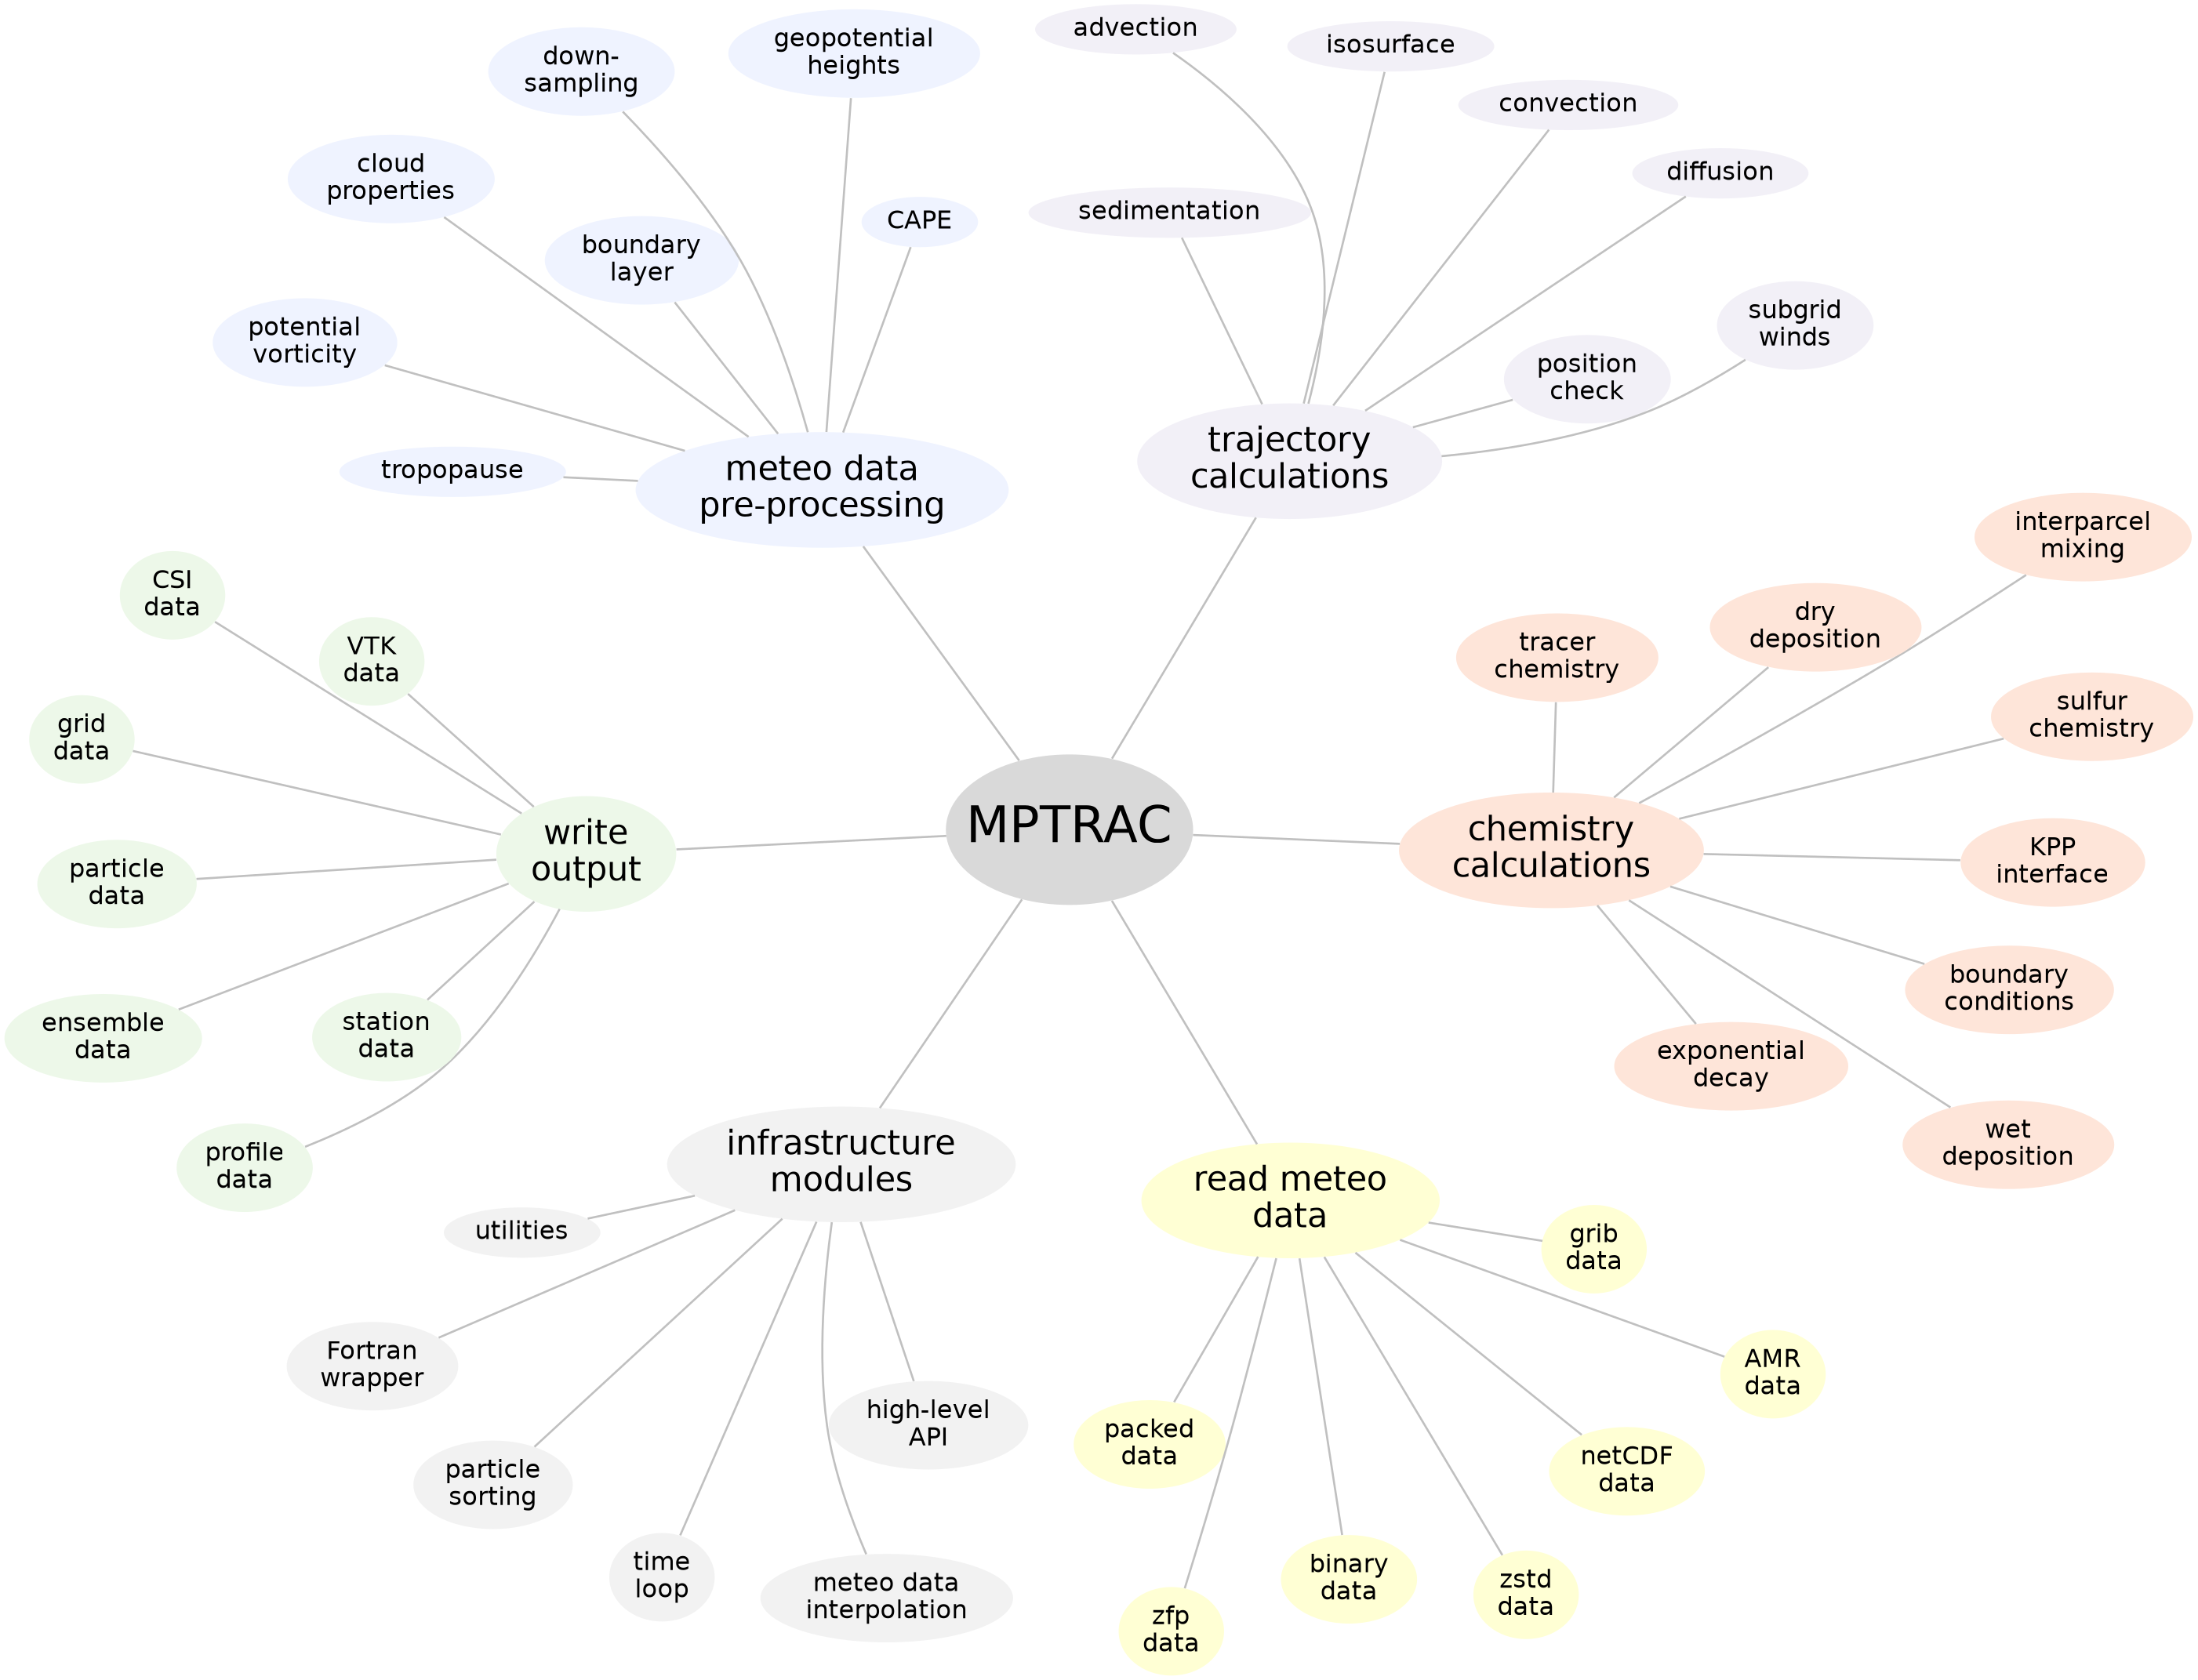 advection
geopotential
heights
isosurface
down-
sampling
convection
cloud
properties
diffusion
sedimentation
CAPE
boundary
layer
subgrid
winds
potential
vorticity
position
check
trajectory
calculations
tropopause
meteo data
pre-processing
interparcel
mixing
CSI
data
dry
deposition
VTK
data
tracer
chemistry
sulfur
chemistry
grid
data
MPTRAC
write
output
chemistry
calculations
KPP
interface
particle
data
boundary
conditions
ensemble
data
station
data
exponential
decay
wet
deposition
profile
data
infrastructure
modules
read meteo
data
utilities
grib
data
Fortran
wrapper
AMR
data
high-level
API
packed
data
particle
sorting
netCDF
data
time
loop
meteo data
interpolation
binary
data
zstd
data
zfp
data